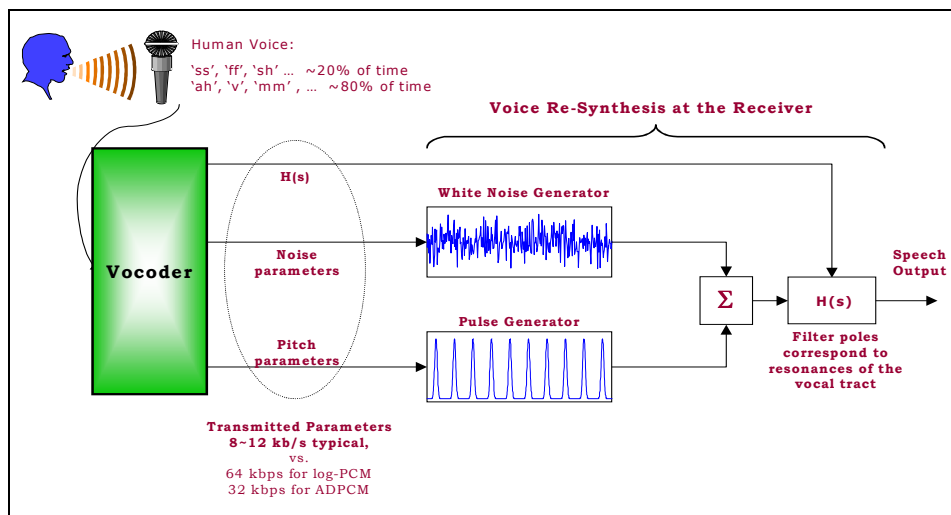 Human Voice:
‘ss’, ‘ff’, ‘sh’ … ~20% of time
‘ah’, ‘v’, ‘mm’ , … ~80% of time
Voice Re-Synthesis at the Receiver
Vocoder
H(s)
Noise
parameters
Pitch
parameters
White Noise Generator
Pulse Generator
Σ
H(s)
Speech
Output
Filter poles
correspond to
resonances of the
vocal tract
Transmitted Parameters
8~12 kb/s typical,
vs.
64 kbps for log-PCM
32 kbps for ADPCM